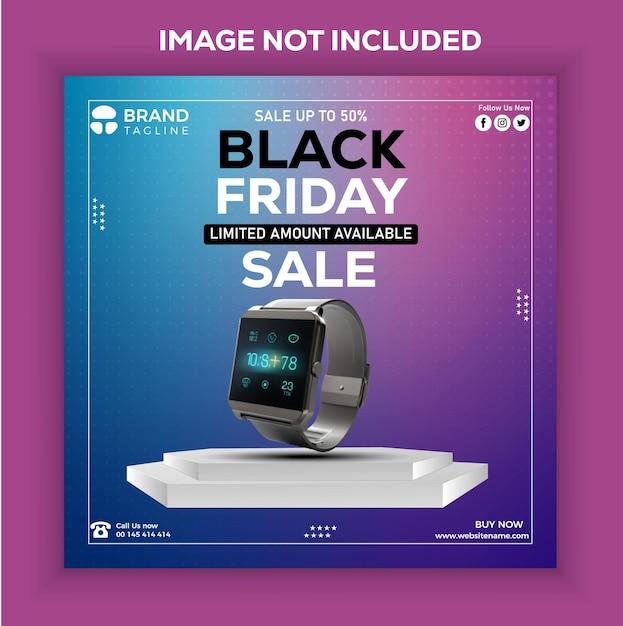 IMAGE NOT INCLUDED
BRAND
TAGLINE
SALE UP TO 50%
Follow Us Now
BLACK
FRIDAY
LIMITED AMOUNT AVAILABLE
SALE
10:8+78
23
Call Us now
00 145 414 414
BUY NOW
www.websitename.com